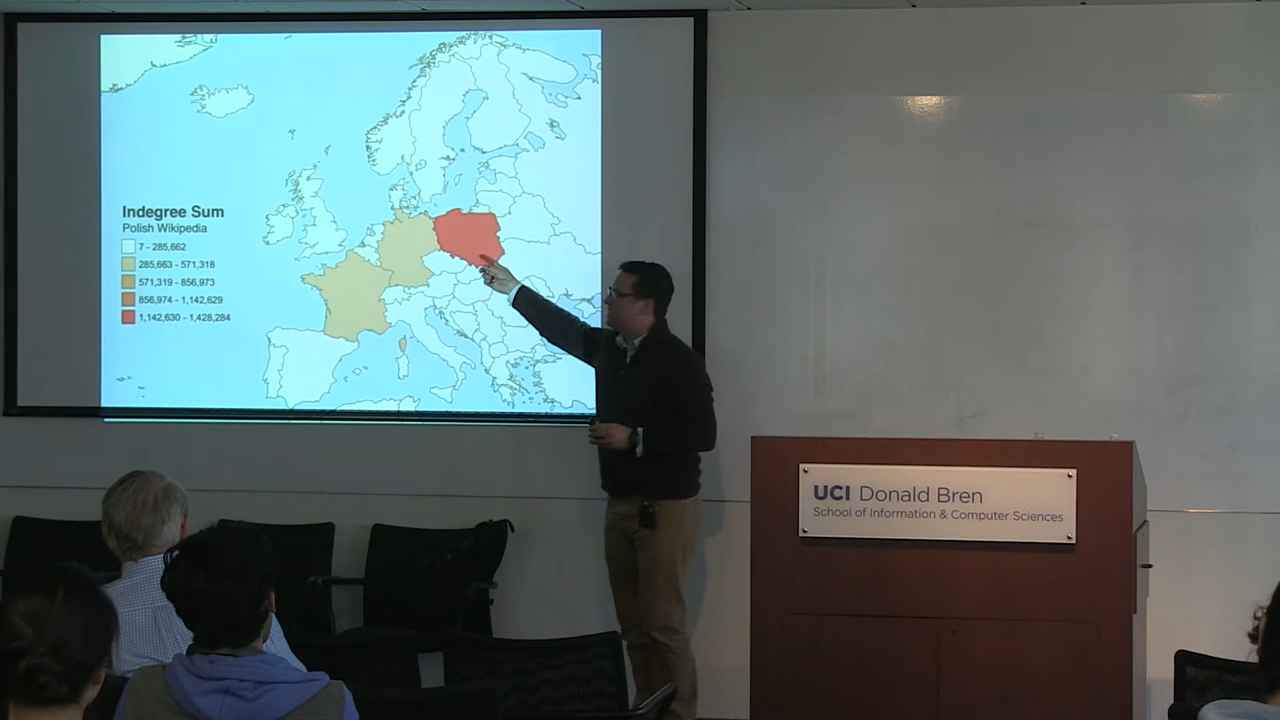 Indegree Sum
Polish Wikipedia
7 - 285,662
285,663 - 571,318
571,319 - 856,973
856,974 - 1,142,629
1,142,630 - 1,428,284
UCI Donald Bren
School of Information & Computer Sciences